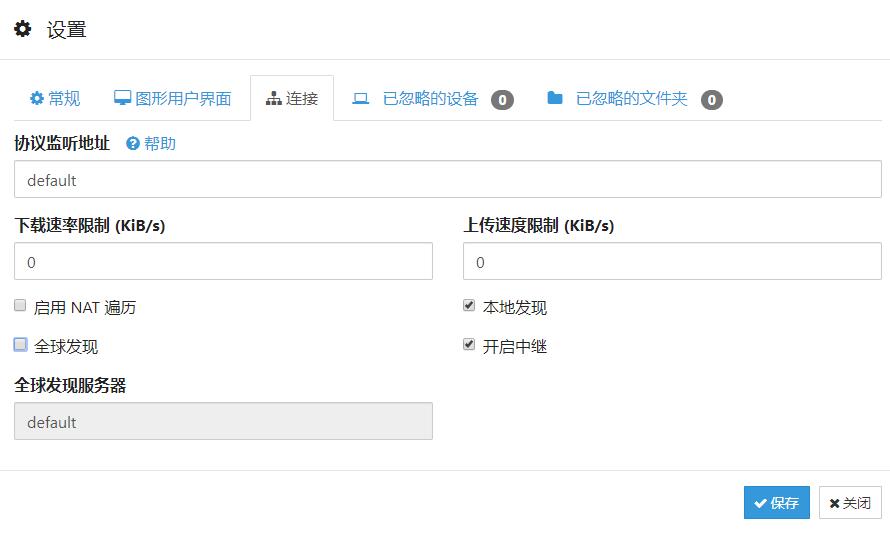 设置
常规 图形用户界面 连接 已忽略的设备 0 已忽略的文件夹 0
协议监听地址 帮助
default
下载速率限制 (KiB/s) 上传速度限制 (KiB/s)
0 0
启用 NAT 遍历 本地发现
全球发现 开启中继
全球发现服务器
default
保存 关闭